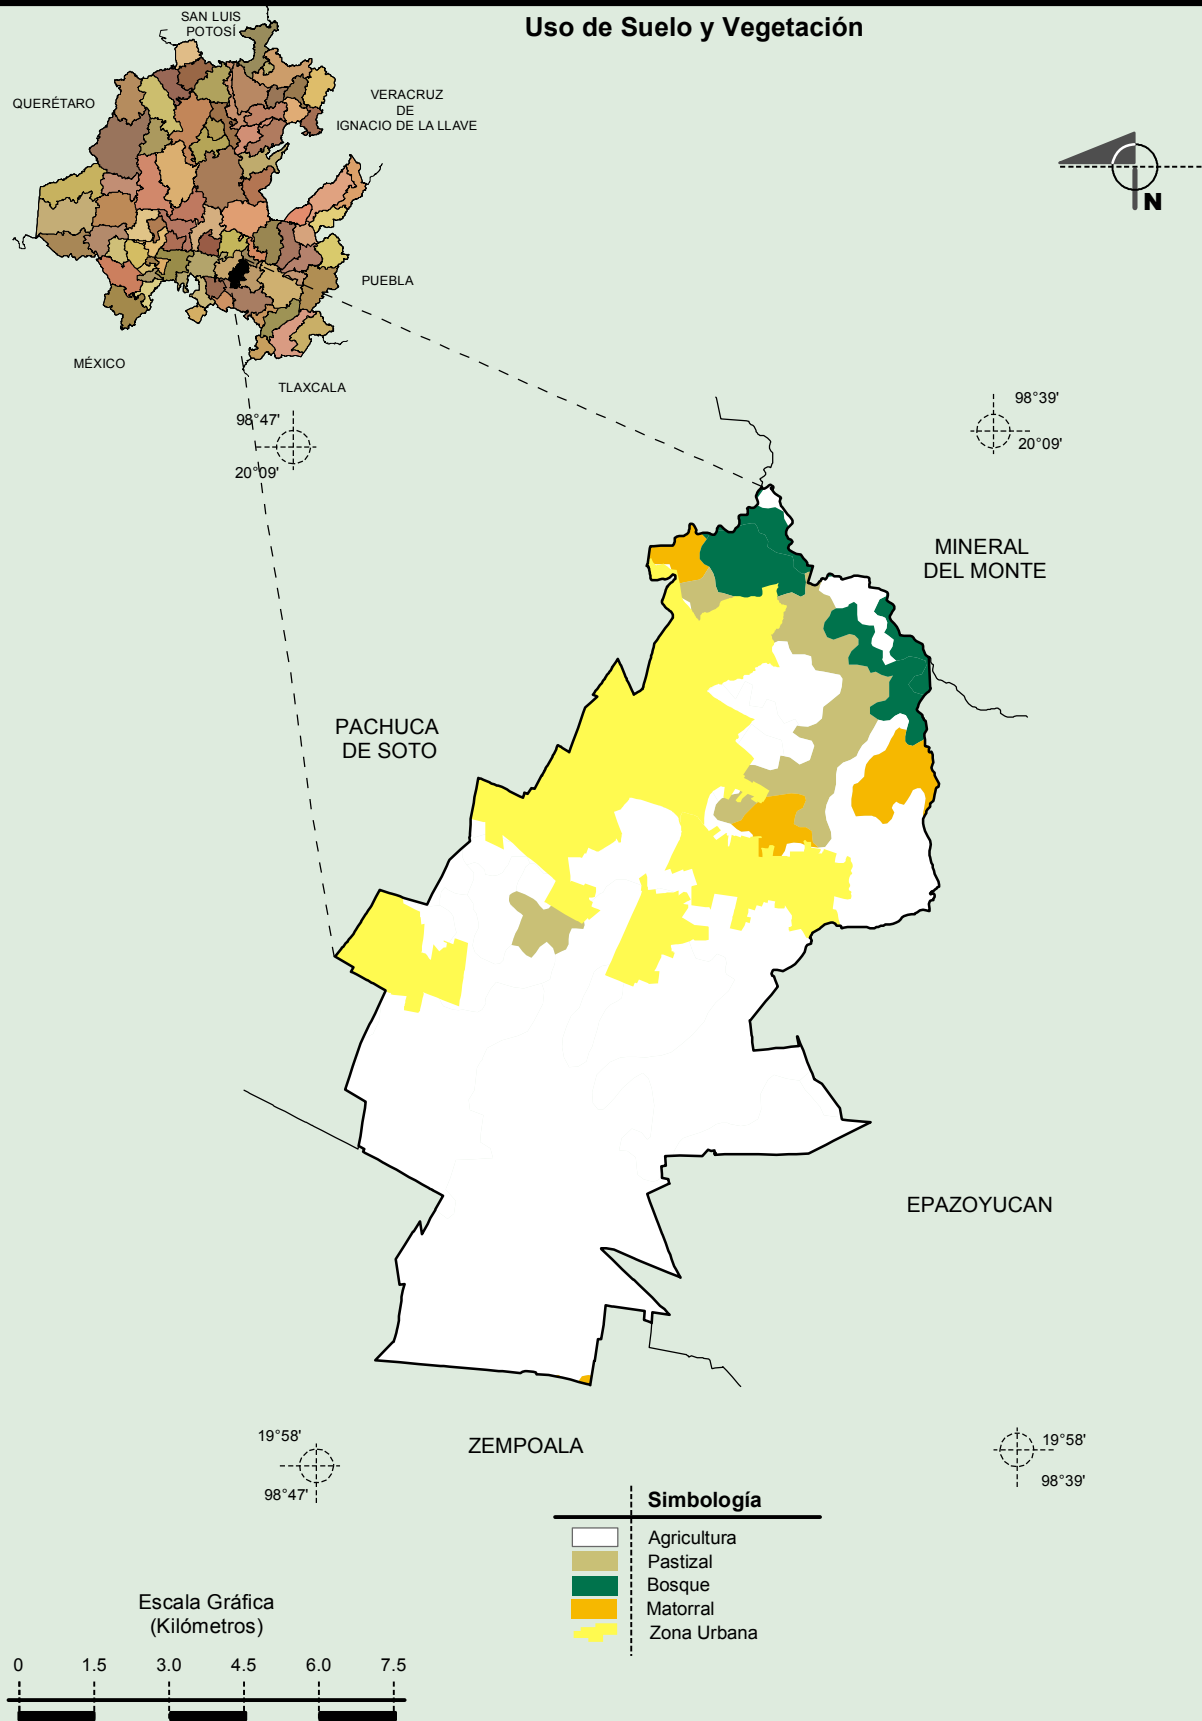 Uso de Suelo y Vegetación
SAN LUIS
POTOSÍ
QUERÉTARO
VERACRUZ
DE
IGNACIO DE LA LLAVE
N
PUEBLA
MÉXICO
TLAXCALA
98°47'
20°09'
98°39'
20°09'
MINERAL
DEL MONTE
PACHUCA
DE SOTO
EPAZOYUCAN
ZEMPOALA
19°58'
98°47'
19°58'
98°39'
Simbología
Agricultura
Pastizal
Bosque
Matorral
Zona Urbana
Escala Gráfica
(Kilómetros)
0 1.5 3.0 4.5 6.0 7.5